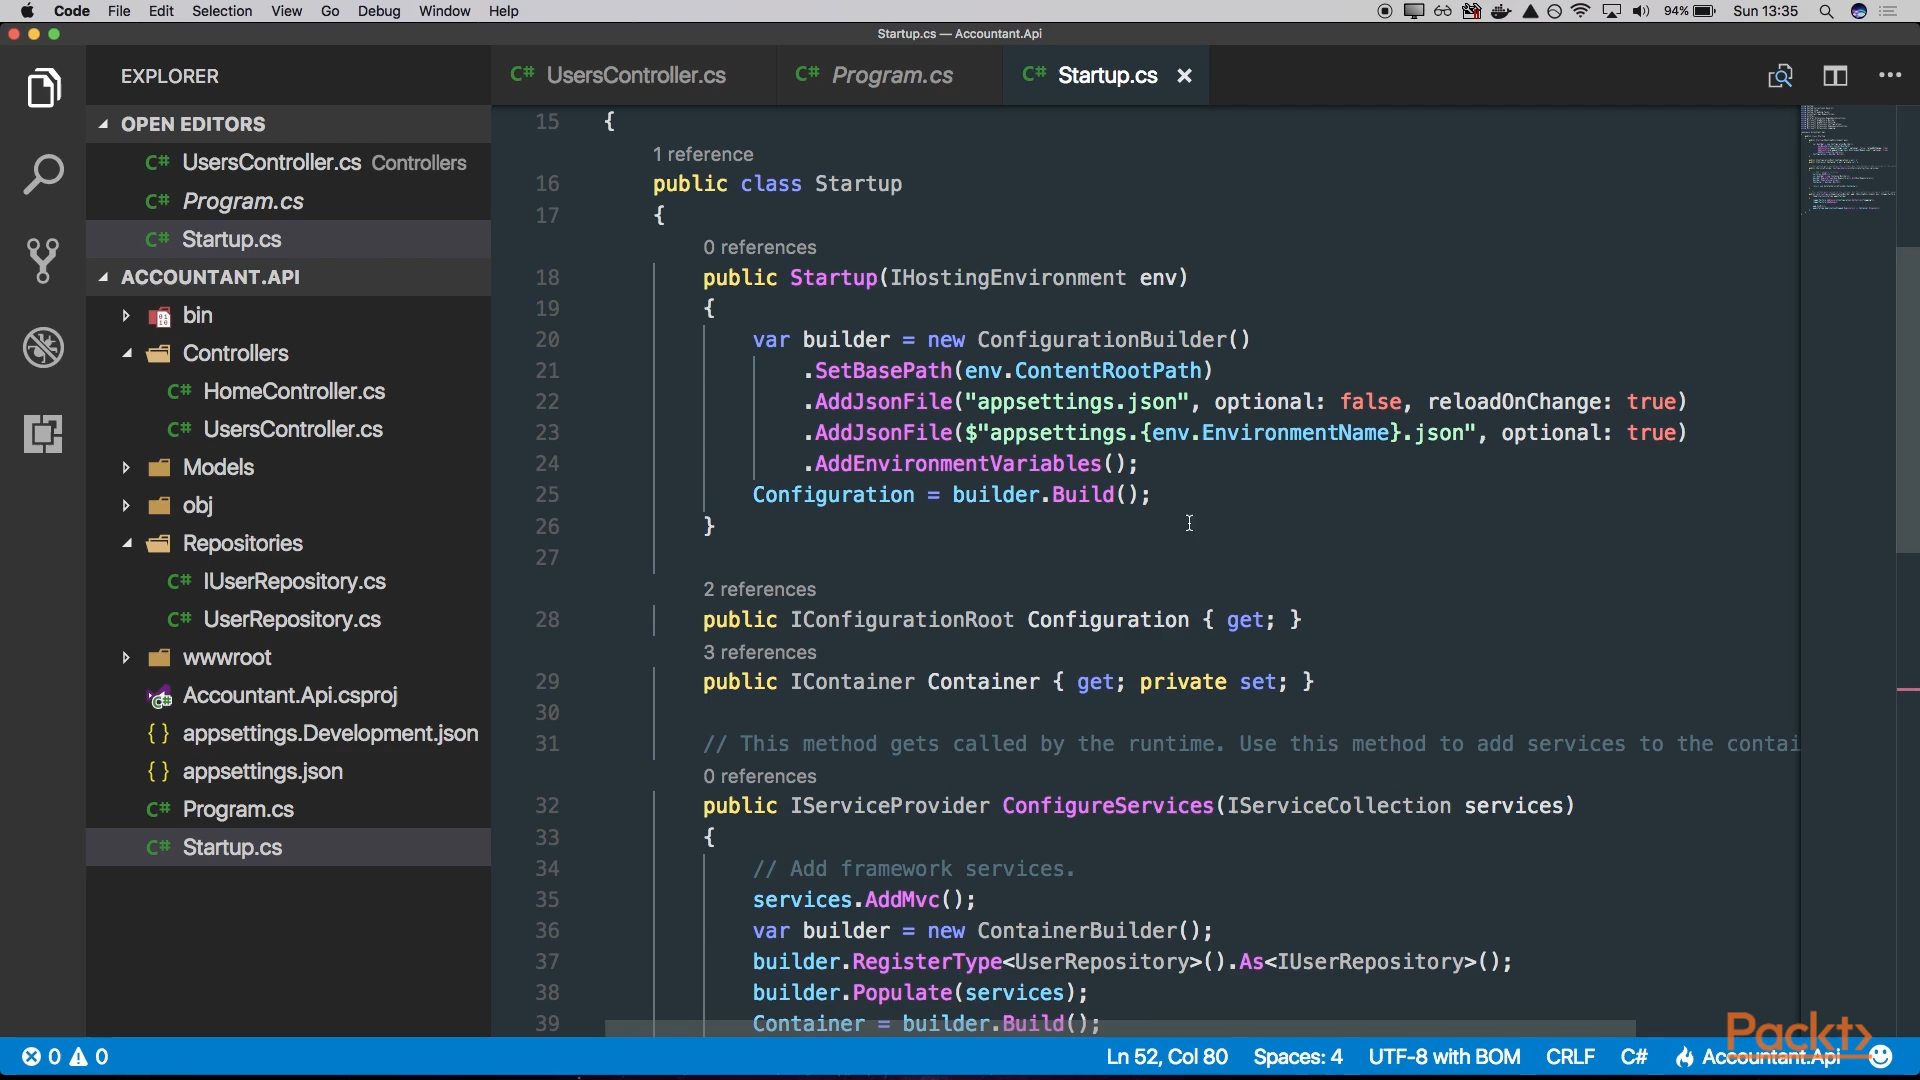 Code File Edit Selection View Go Debug Window Help 94% Sun 13:35
Startup.cs — Accountant.Api
EXPLORER
OPEN EDITORS
C# UsersController.cs Controllers
C# Program.cs
C# Startup.cs
ACCOUNTANT.API
bin
Controllers
C# HomeController.cs
C# UsersController.cs
Models
obj
Repositories
C# IUserRepository.cs
C# UserRepository.cs
wwwroot
Accountant.Api.csproj
{ } appsettings.Development.json
{ } appsettings.json
C# Program.cs
C# Startup.cs
C# UsersController.cs C# Program.cs C# Startup.cs ×
15 {
1 reference
16 public class Startup
17 {
0 references
18 public Startup(IHostingEnvironment env)
19 {
20 var builder = new ConfigurationBuilder()
21 .SetBasePath(env.ContentRootPath)
22 .AddJsonFile("appsettings.json", optional: false, reloadOnChange: true)
23 .AddJsonFile($"appsettings.{env.EnvironmentName}.json", optional: true)
24 .AddEnvironmentVariables();
25 Configuration = builder.Build();
26 }
27
2 references
28 public IConfigurationRoot Configuration { get; }
3 references
29 public IContainer Container { get; private set; }
30
31 // This method gets called by the runtime. Use this method to add services to the contai
0 references
32 public IServiceProvider ConfigureServices(IServiceCollection services)
33 {
34 // Add framework services.
35 services.AddMvc();
36 var builder = new ContainerBuilder();
37 builder.RegisterType<UserRepository>().As<IUserRepository>();
38 builder.Populate(services);
39 Container = builder.Build();
Packt>
0 0 Ln 52, Col 80 Spaces: 4 UTF-8 with BOM CRLF C# Accountant.Api